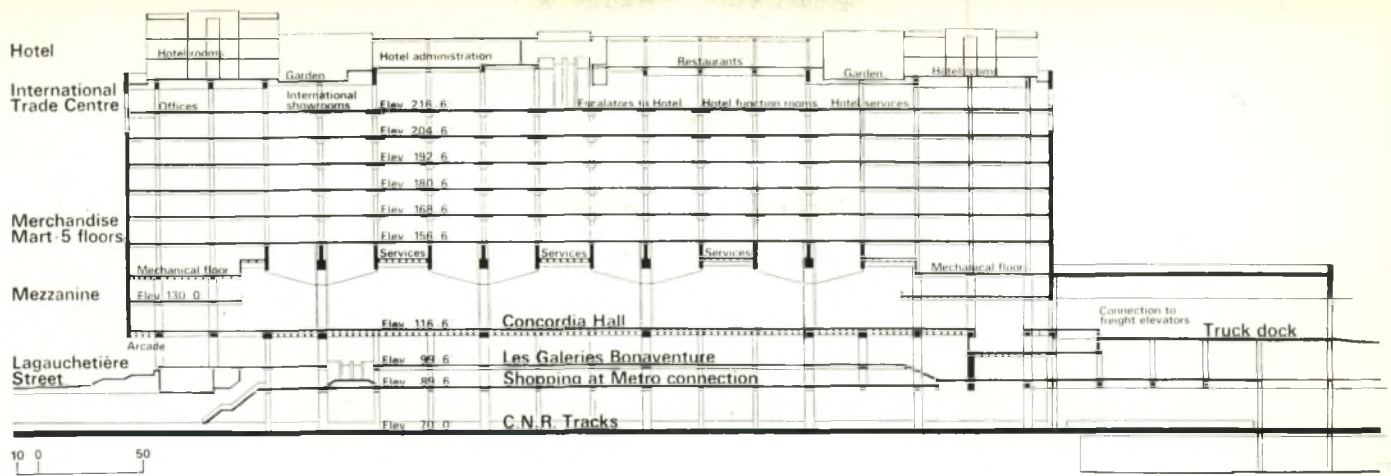 Hotel
Hotel rooms
Hotel administration
Restaurants
Hotel rooms
Garden
Garden
International
Trade Centre
Offices
International
showrooms
Elev 216 6
Escalators to Hotel
Hotel function rooms
Hotel services
Elev 204 6
Elev 192 6
Elev 180 6
Elev 168 6
Merchandise
Mart·5 floors
Elev 156 6
Services
Services
Services
Mechanical floor
Mechanical floor
Mezzanine
Elev 130 0
Elev 116 6
Concordia Hall
Connection to
freight elevators
Truck dock
Arcade
Lagauchetière
Street
Elev 99 6
Les Galeries Bonaventure
Elev 89 6
Shopping at Metro connection
Elev 70 0
C.N.R. Tracks
10 0 50